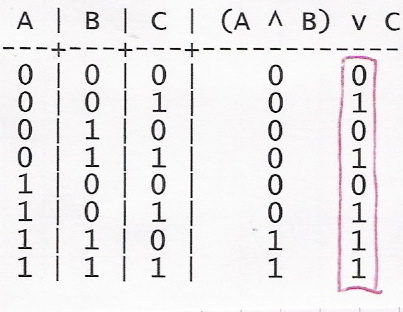 A | B | C | (A ∧ B) ∨ C
----+----+----+---------------
0 | 0 | 0 | 0 0
0 | 0 | 1 | 0 1
0 | 1 | 0 | 0 0
0 | 1 | 1 | 0 1
1 | 0 | 0 | 0 0
1 | 0 | 1 | 0 1
1 | 1 | 0 | 1 1
1 | 1 | 1 | 1 1